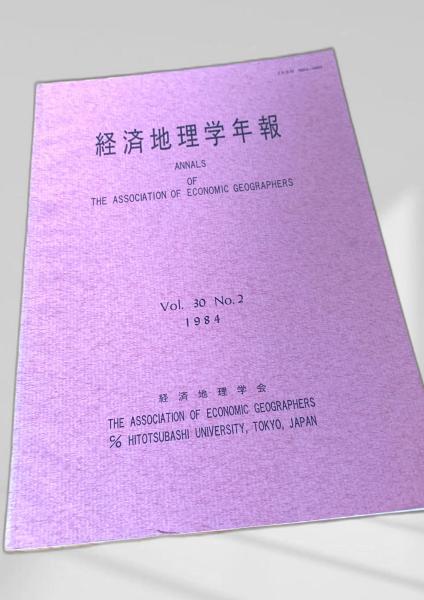 経済地理学年報
ANNALS
OF
THE ASSOCIATION OF ECONOMIC GEOGRAPHERS
Vol. 30 No. 2
1984
経済地理学会
THE ASSOCIATION OF ECONOMIC GEOGRAPHERS
℅ HITOTSUBASHI UNIVERSITY, TOKYO, JAPAN